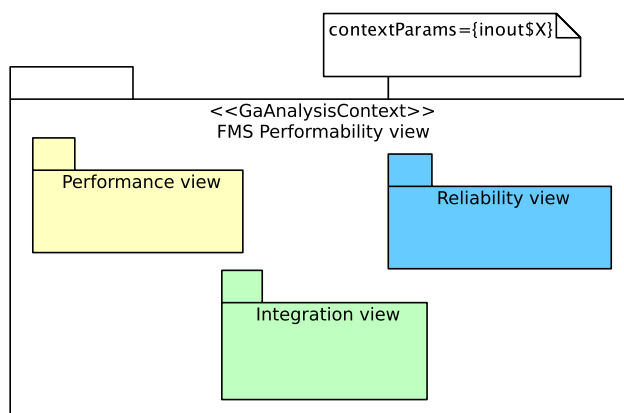 contextParams={inout$X}
<<GaAnalysisContext>>
FMS Performability view
Performance view
Reliability view
Integration view